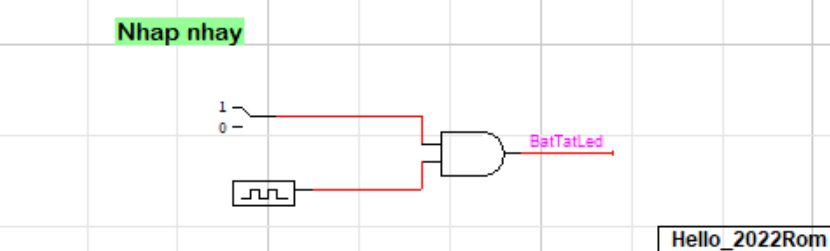 Nhap nhay
1
0
BatTatLed
Hello_2022Rom